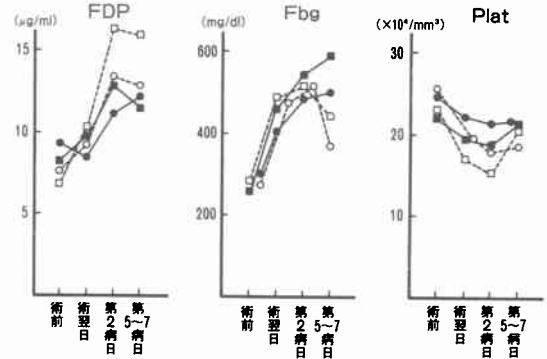 FDP
(μg/ml)
15
10
5
術前
術翌日
第2病日
第5~7病日
Fbg
(mg/dl)
600
400
200
術前
術翌日
第2病日
第5~7病日
Plat
(×10⁴/mm³)
30
20
10
術前
術翌日
第2病日
第5~7病日